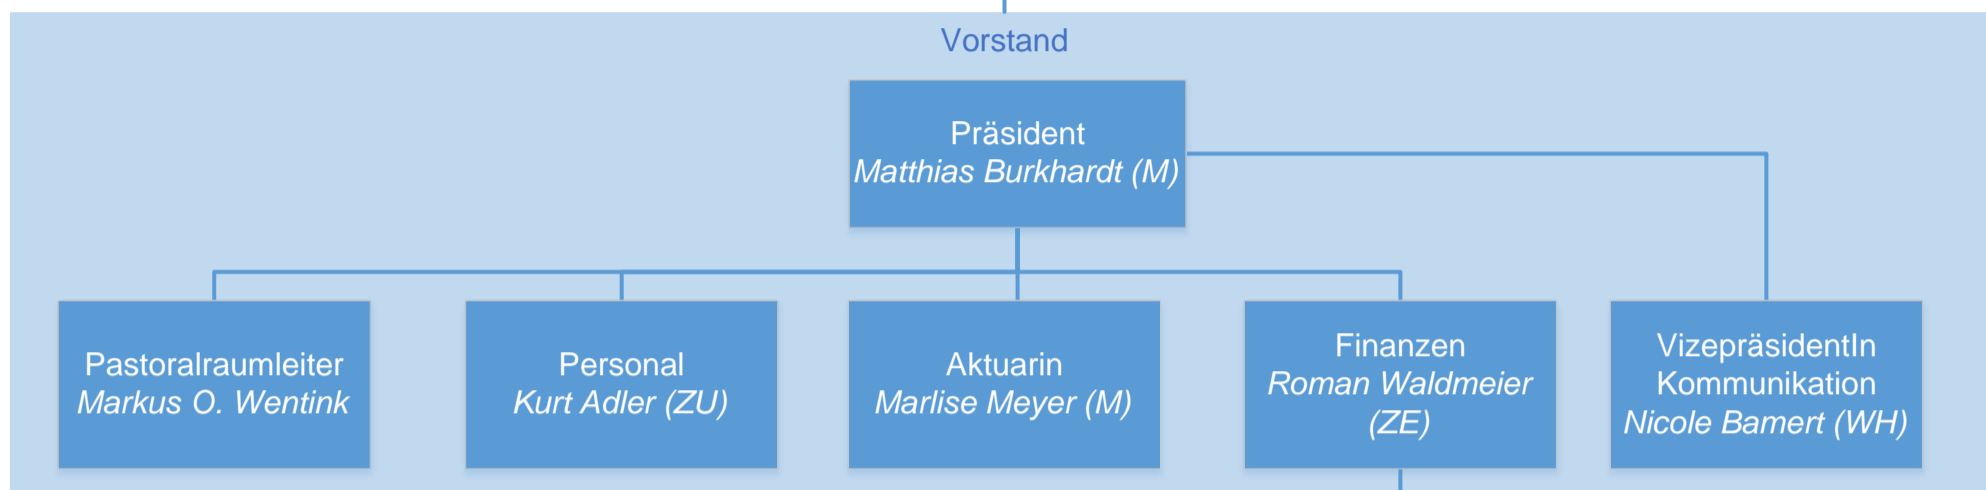 Vorstand
Präsident
Matthias Burkhardt (M)
Pastoralraumleiter
Markus O. Wentink
Personal
Kurt Adler (ZU)
Aktuarin
Marlise Meyer (M)
Finanzen
Roman Waldmeier
(ZE)
VizepräsidentIn
Kommunikation
Nicole Bamert (WH)